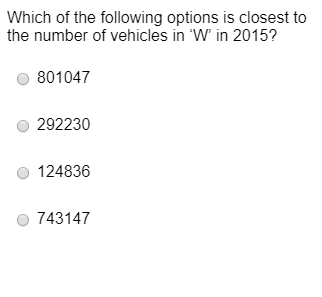 Which of the following options is closest to
the number of vehicles in 'W' in 2015?
801047
292230
124836
743147